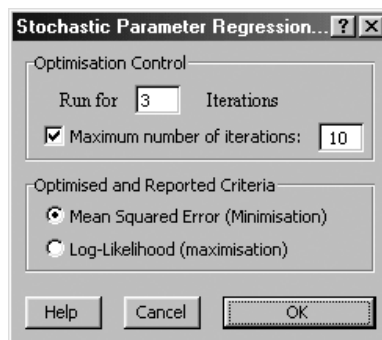 Stochastic Parameter Regression... ? X
Optimisation Control
Run for 3 Iterations
Maximum number of iterations: 10
Optimised and Reported Criteria
Mean Squared Error (Minimisation)
Log-Likelihood (maximisation)
Help Cancel OK